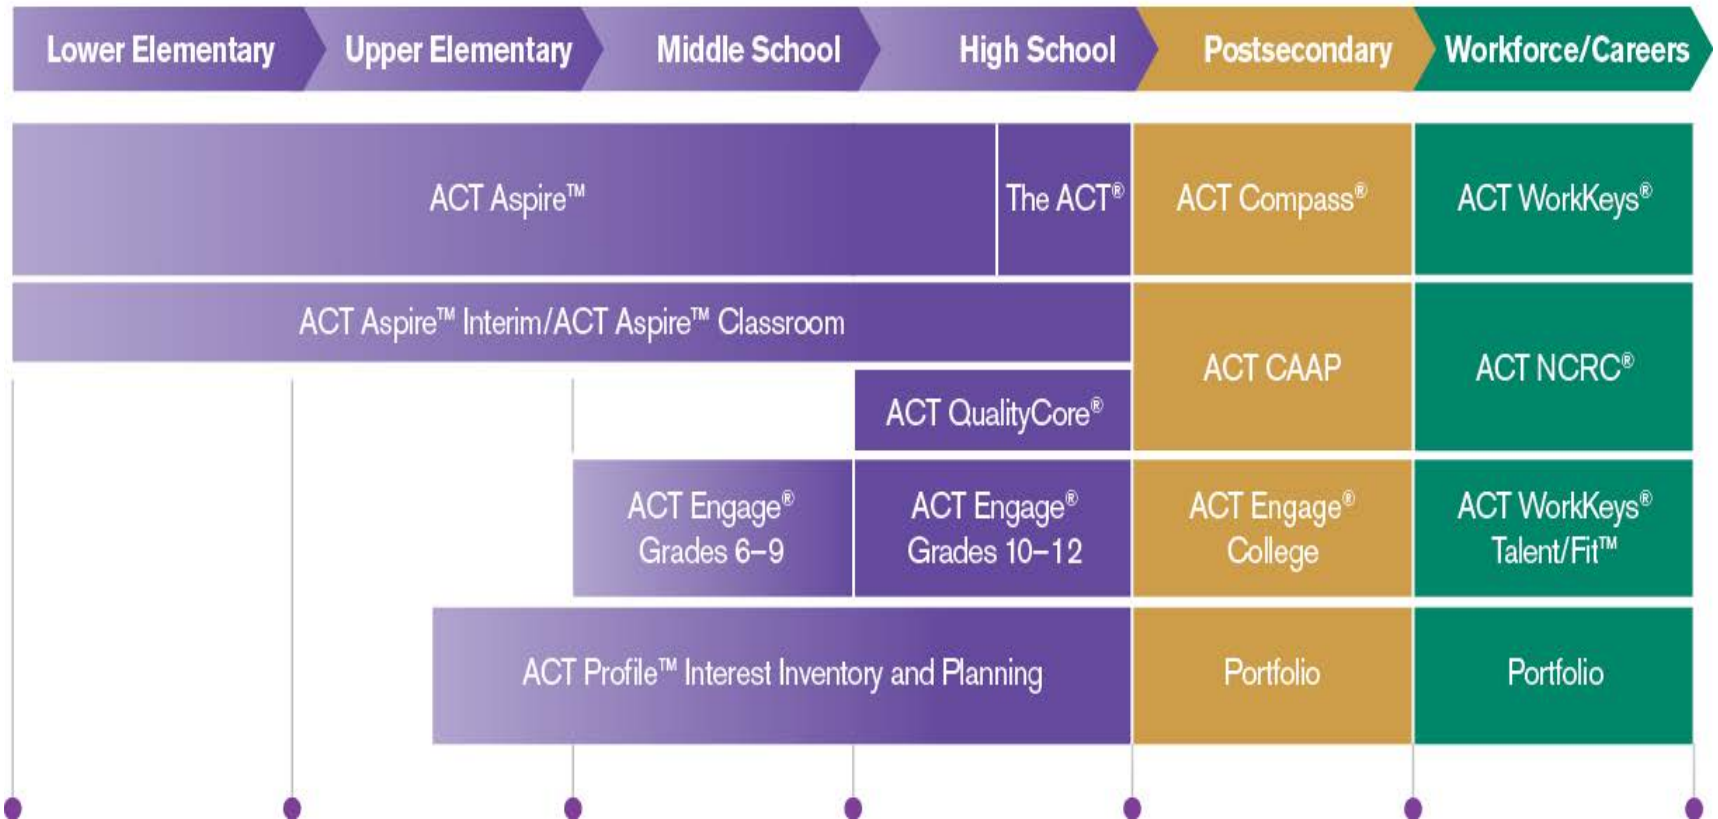 Lower Elementary
Upper Elementary
Middle School
High School
Postsecondary
Workforce/Careers
ACT Aspire™
The ACT®
ACT Compass®
ACT WorkKeys®
ACT Aspire™ Interim/ACT Aspire™ Classroom
ACT CAAP
ACT NCRC®
ACT QualityCore®
ACT Engage®
Grades 6–9
ACT Engage®
Grades 10–12
ACT Engage®
College
ACT WorkKeys®
Talent/Fit™
ACT Profile™ Interest Inventory and Planning
Portfolio
Portfolio